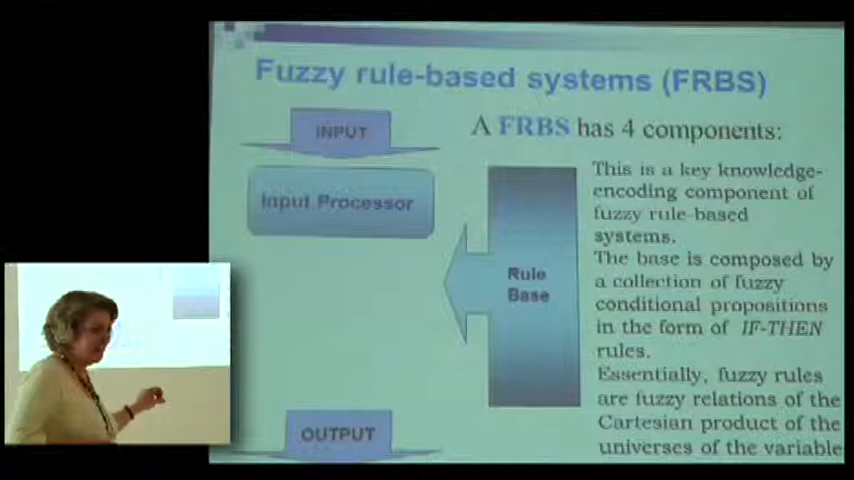 Fuzzy rule-based systems (FRBS)
INPUT
A FRBS has 4 components:
Input Processor
Rule
Base
This is a key knowledge-
encoding component of
fuzzy rule-based
systems.
The base is composed by
a collection of fuzzy
conditional propositions
in the form of IF-THEN
rules.
Essentially, fuzzy rules
are fuzzy relations of the
Cartesian product of the
universes of the variable
OUTPUT